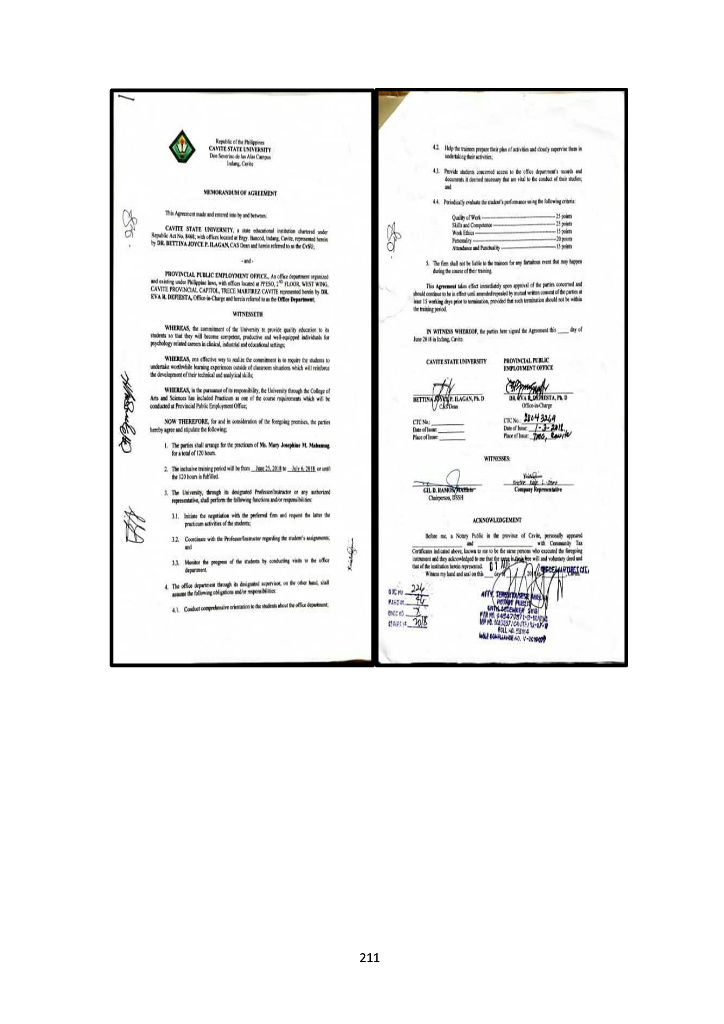 Republic of the Philippines
CAVITE STATE UNIVERSITY
Don Severino de las Alas Campus
Indang, Cavite
MEMORANDUM OF AGREEMENT
This Agreement made and entered into by and between:
CAVITE STATE UNIVERSITY, a state educational institution chartered under
Republic Act No. 8468; with offices located at Brgy. Bancod, Indang, Cavite, represented herein
by DR. BETTINA JOYCE P. ILAGAN, CAS Dean and herein referred to as the CvSU;
- and -
PROVINCIAL PUBLIC EMPLOYMENT OFFICE., An office department organized
and existing under Philippine laws, with offices located at PPESO, 2ND FLOOR, WEST WING,
CAVITE PROVINCIAL CAPITOL, TRECE MARTIREZ CAVITE represented herein by DR.
EVA R. DEFIESTA, Office-in-Charge and herein referred to as the Office Department;
WITNESSETH
WHEREAS, the commitment of the University to provide quality education to its
students so that they will become competent, productive and well-equipped individuals for
psychology related careers in clinical, industrial and educational settings;
WHEREAS, one effective way to realize the commitment is to require the students to
undertake worthwhile learning experiences outside of classroom situations which will reinforce
the development of their technical and analytical skills;
WHEREAS, in the pursuance of its responsibility, the University through the College of
Arts and Sciences has included Practicum as one of the course requirements which will be
conducted at Provincial Public Employment Office;
NOW THEREFORE, for and in consideration of the foregoing premises, the parties
hereby agree and stipulate the following;
1. The parties shall arrange for the practicum of Ms. Mary Josephine M.
for a total of 120 hours.
2. The inclusive training period will be from June 25, 2018 to July 6, 2018 or until
the 120 hours is fulfilled.
3. The University, through its designated Professor/Instructor or any authorized
representative, shall perform the following functions and/or responsibilities:
3.1. Initiate the negotiation with the preferred firm and request the latter the
practicum activities of the students;
3.2. Coordinate with the Professor/Instructor regarding the student's assignments;
and
3.3. Monitor the progress of the students by conducting visits to the office
department.
4. The office department through its designated supervisor, on the other hand, shall
assume the following obligations and/or responsibilities:
4.1. Conduct comprehensive orientation to the students about the office department;
4.2. Help the trainees prepare their plan of activities and closely supervise them in
undertaking their activities;
4.3. Provide students concerned access to the office department's records and
documents it deemed necessary that are vital to the conduct of their studies;
and
4.4. Periodically evaluate the student's performance using the following criteria:
Quality of Work 25 points
Skills and Competence 25 points
Work Ethics 15 points
Personality 20 points
Attendance and Punctuality 15 points
5. The firm shall not be liable to the trainees for any fortuitous event that may happen
during the course of their training.
This Agreement takes effect immediately upon approval of the parties concerned and
should continue to be in effect until amended/repealed by mutual written consent of the parties at
least 15 working days prior to termination, provided that such termination should not be within
the training period.
IN WITNESS WHEREOF, the parties here signed the Agreement this ____ day of
June 2018 in Indang, Cavite.
CAVITE STATE UNIVERSITY PROVINCIAL PUBLIC
EMPLOYMENT OFFICE
BETTINA JOYCE P. ILAGAN, Ph. D DR. EVA R. DEFIESTA, Ph. D
CAS Dean Office-in-Charge
CTC No.: CTC No.
Date of Issue: Date of Issue: 1-3-2018
Place of Issue: Place of Issue:
WITNESSES:
GIL D. RAMOS,
Chairperson, DSSH Company Representative
ACKNOWLEDGEMENT
Before me, a Notary Public in the province of Cavite, personally appeared
____ and ____ with Community Tax
Certificates indicated above, known to me to be the same persons who executed the foregoing
instrument and they acknowledged to me that the same is their free will and voluntary deed and
that of the institution herein represented.
Witness my hand and seal on this ____ day of
224
2018
NOTARY PUBLIC
211